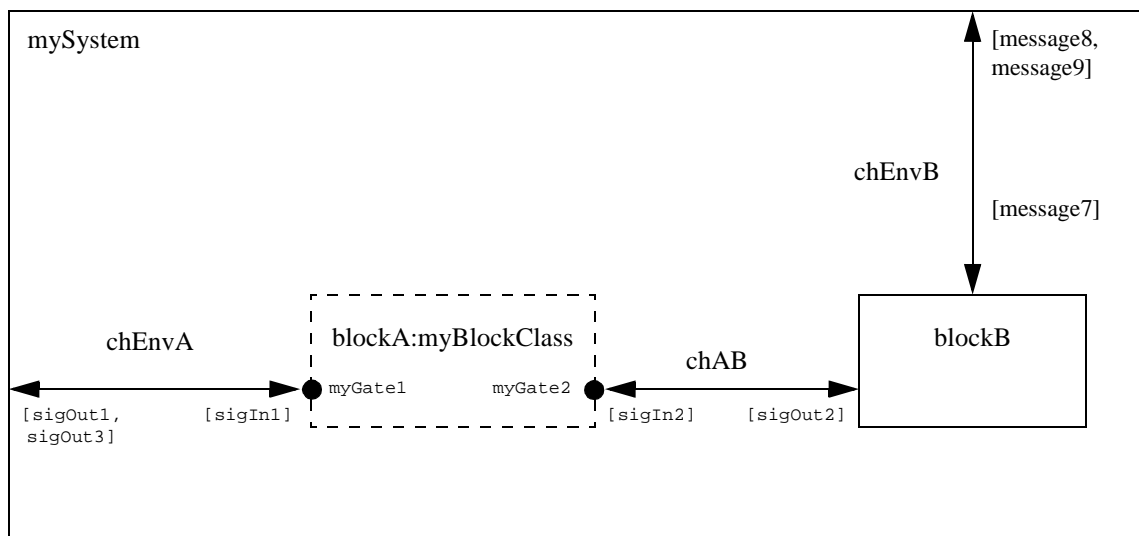 mySystem
[message8,
message9]
chEnvB
[message7]
chEnvA
blockA:myBlockClass
blockB
chAB
myGate1
myGate2
[sigOut1,
sigOut3]
[sigIn1]
[sigIn2]
[sigOut2]